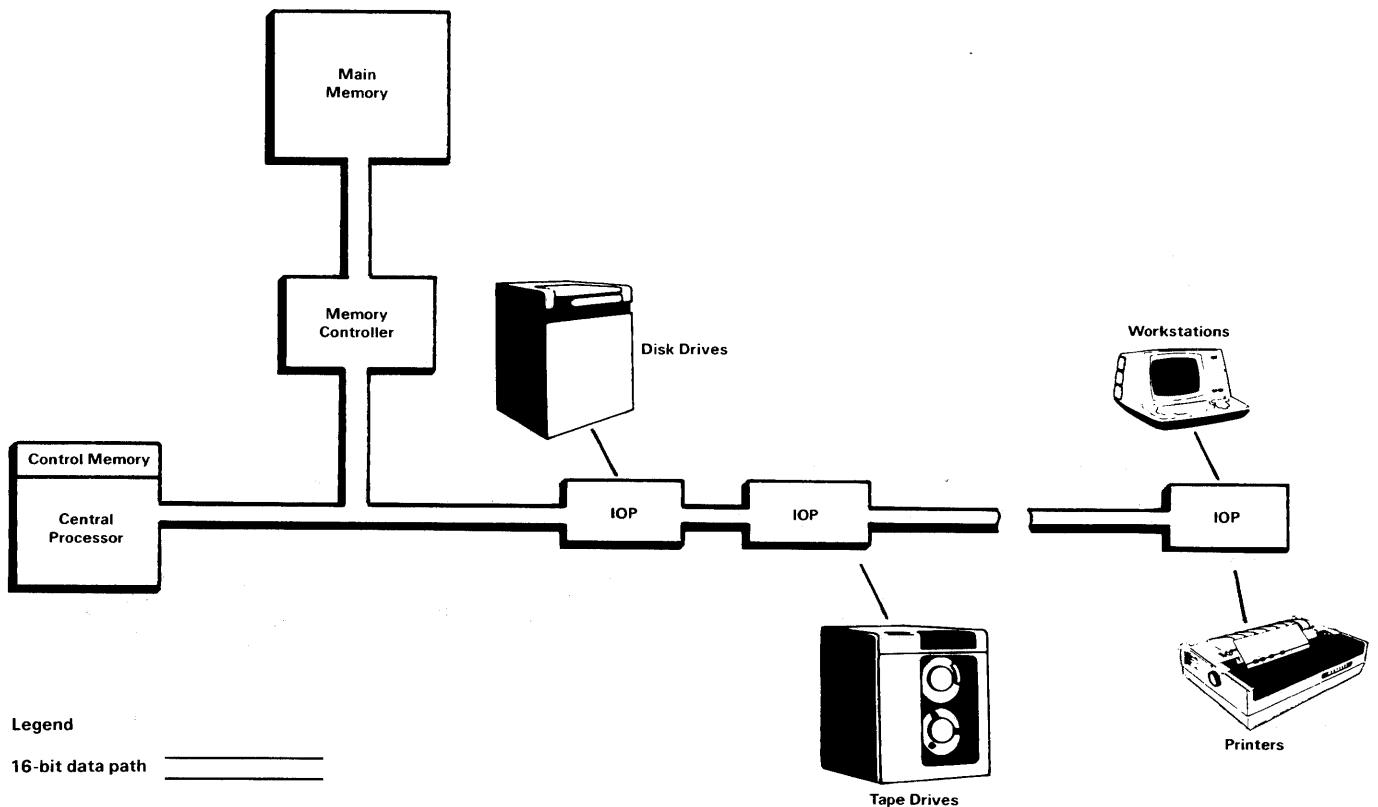 Main
Memory
Memory
Controller
Disk Drives
Workstations
Control Memory
Central
Processor
IOP
IOP
IOP
Legend
16-bit data path
Tape Drives
Printers